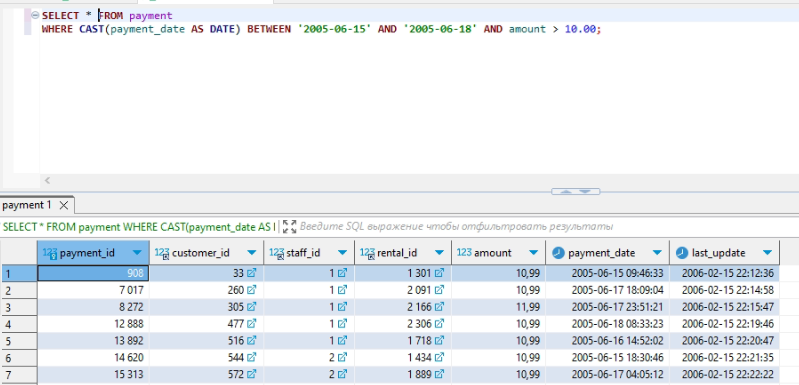 SELECT * FROM payment
WHERE CAST(payment_date AS DATE) BETWEEN '2005-06-15' AND '2005-06-18' AND amount > 10.00;
payment 1
SELECT * FROM payment WHERE CAST(payment_date AS I Введите SQL выражение чтобы отфильтровать результаты
123 payment_id 123 customer_id 123 staff_id 123 rental_id 123 amount payment_date last_update
1 908 33 1 1 301 10,99 2005-06-15 09:46:33 2006-02-15 22:12:36
2 7 017 260 1 2 091 10,99 2005-06-17 18:09:04 2006-02-15 22:14:58
3 8 272 305 1 2 166 11,99 2005-06-17 23:51:21 2006-02-15 22:15:47
4 12 888 477 1 2 306 10,99 2005-06-18 08:33:23 2006-02-15 22:19:46
5 13 892 516 1 1 718 10,99 2005-06-16 14:52:02 2006-02-15 22:20:47
6 14 620 544 2 1 434 10,99 2005-06-15 18:30:46 2006-02-15 22:21:35
7 15 313 572 2 1 889 10,99 2005-06-17 04:05:12 2006-02-15 22:22:22